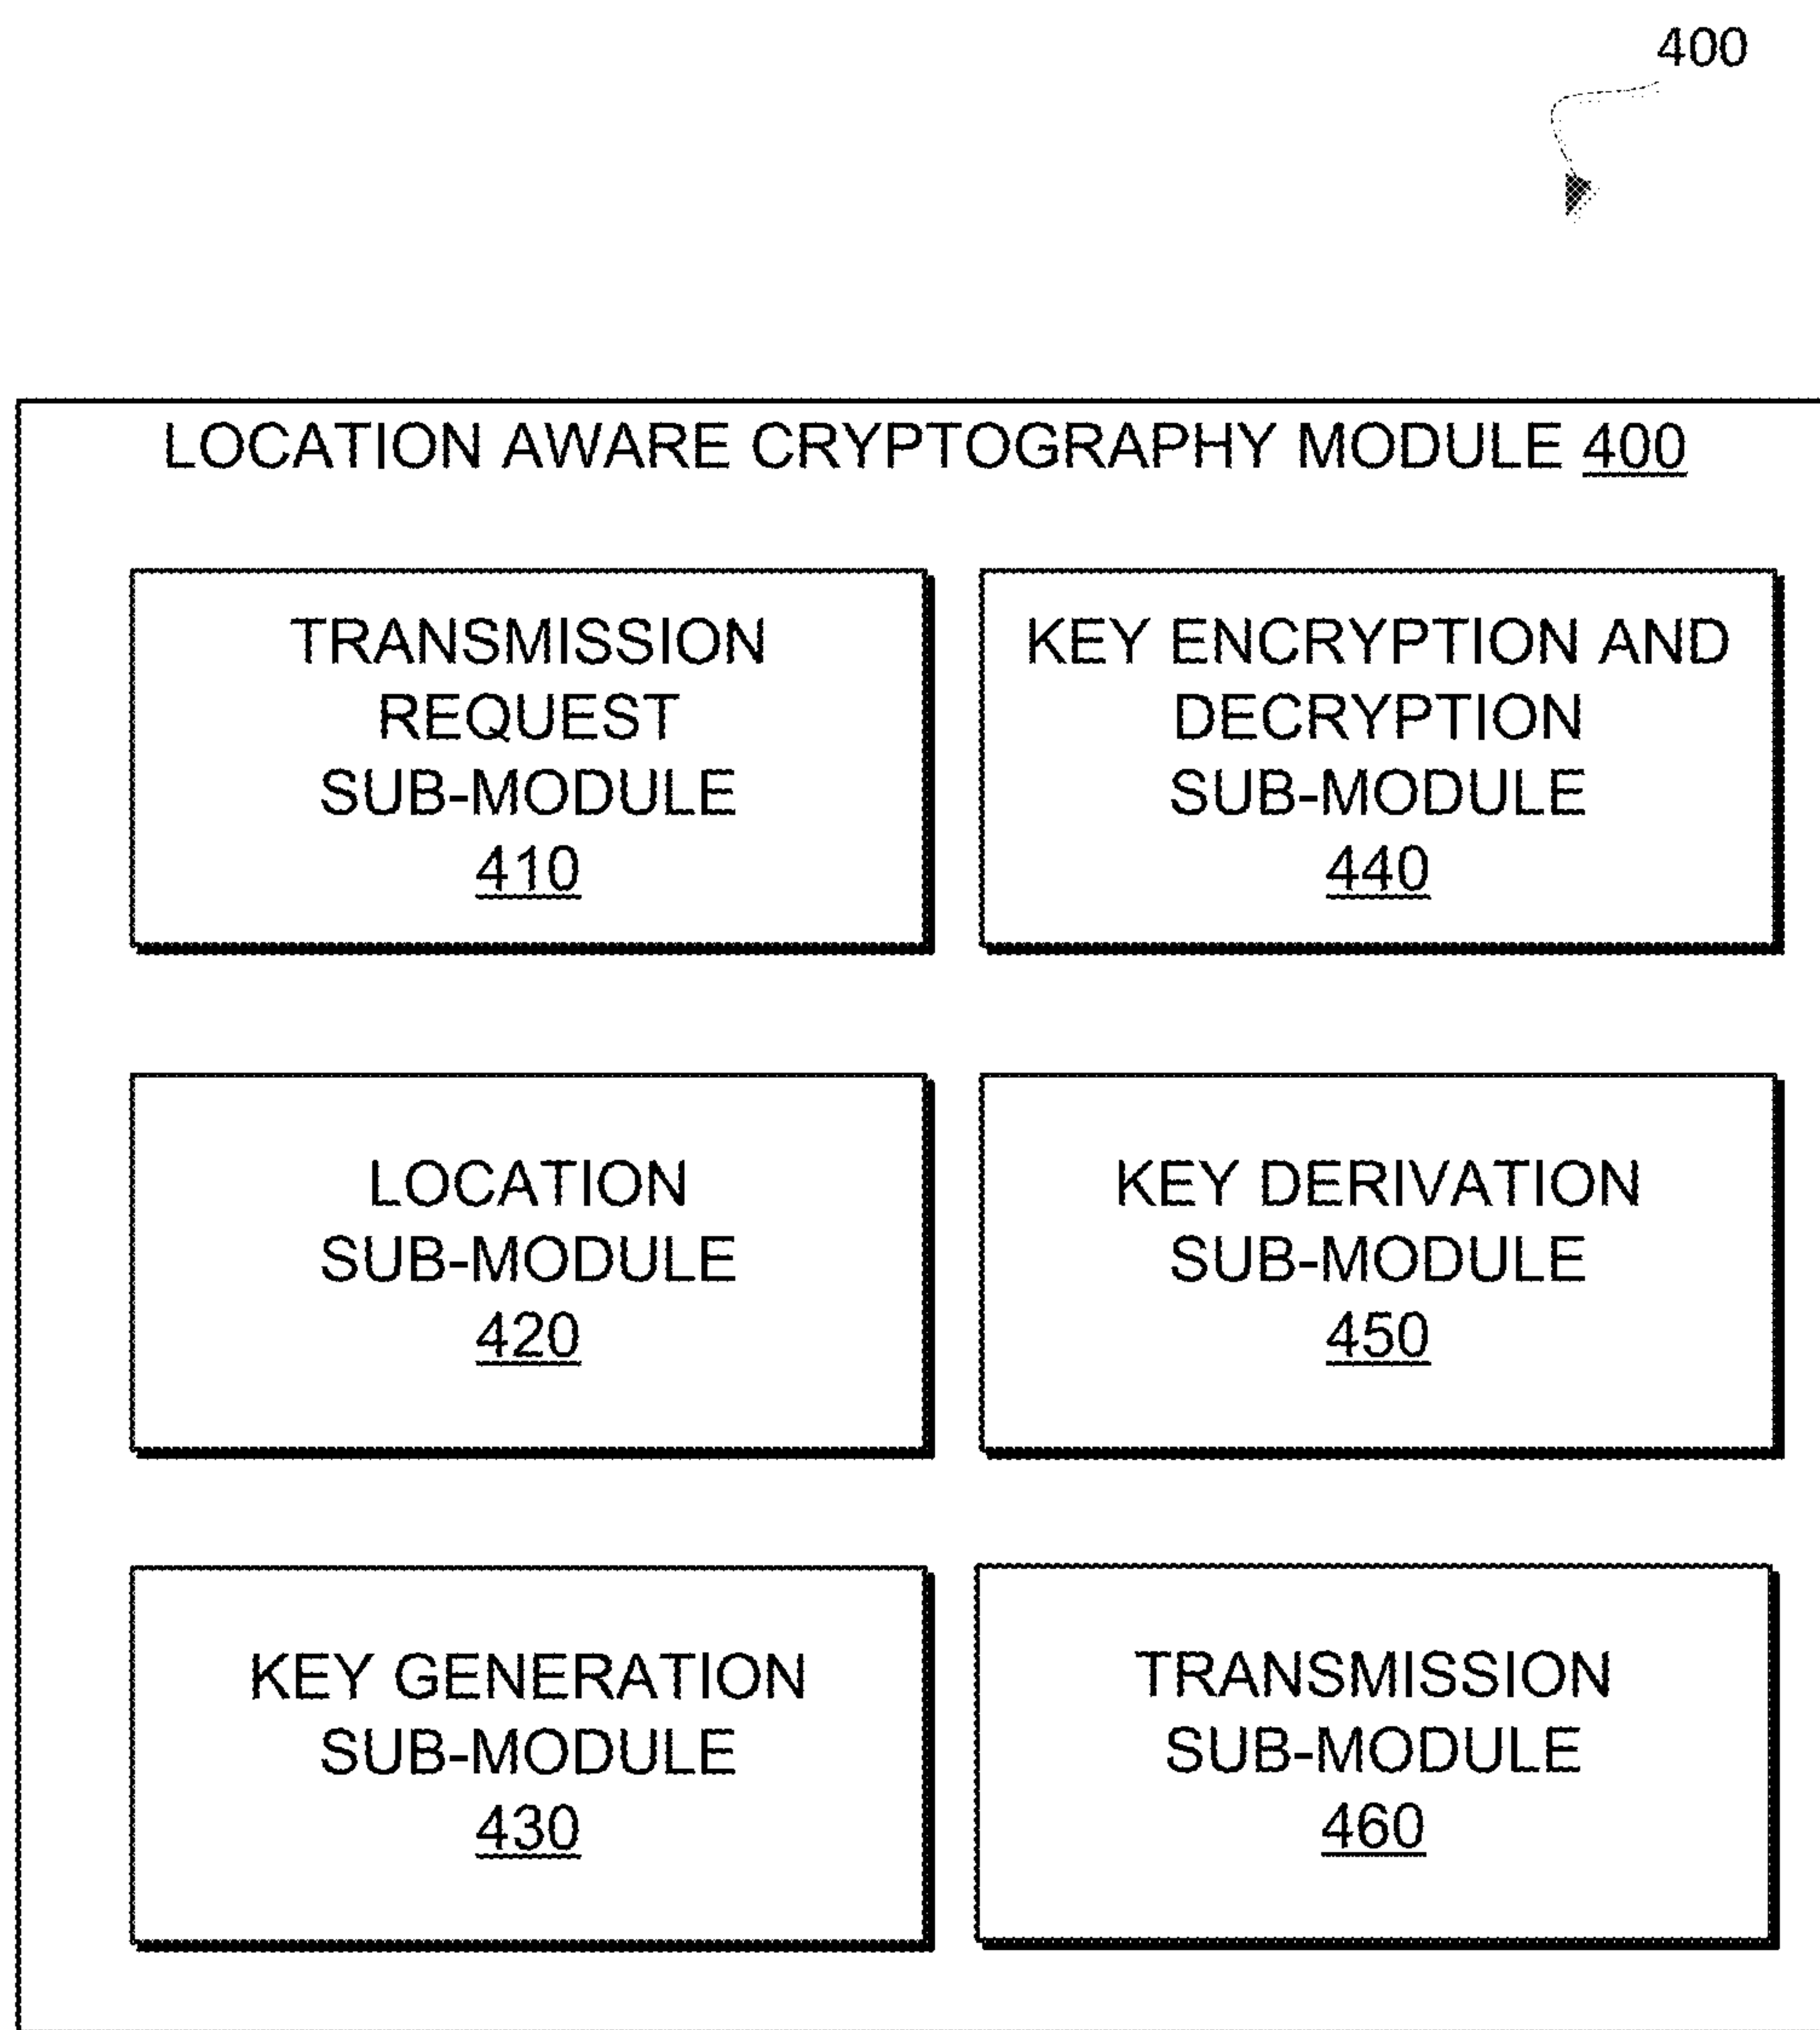 400
LOCATION AWARE CRYPTOGRAPHY MODULE 400
TRANSMISSION
REQUEST
SUB-MODULE
410
KEY ENCRYPTION AND
DECRYPTION
SUB-MODULE
440
LOCATION
SUB-MODULE
420
KEY DERIVATION
SUB-MODULE
450
KEY GENERATION
SUB-MODULE
430
TRANSMISSION
SUB-MODULE
460